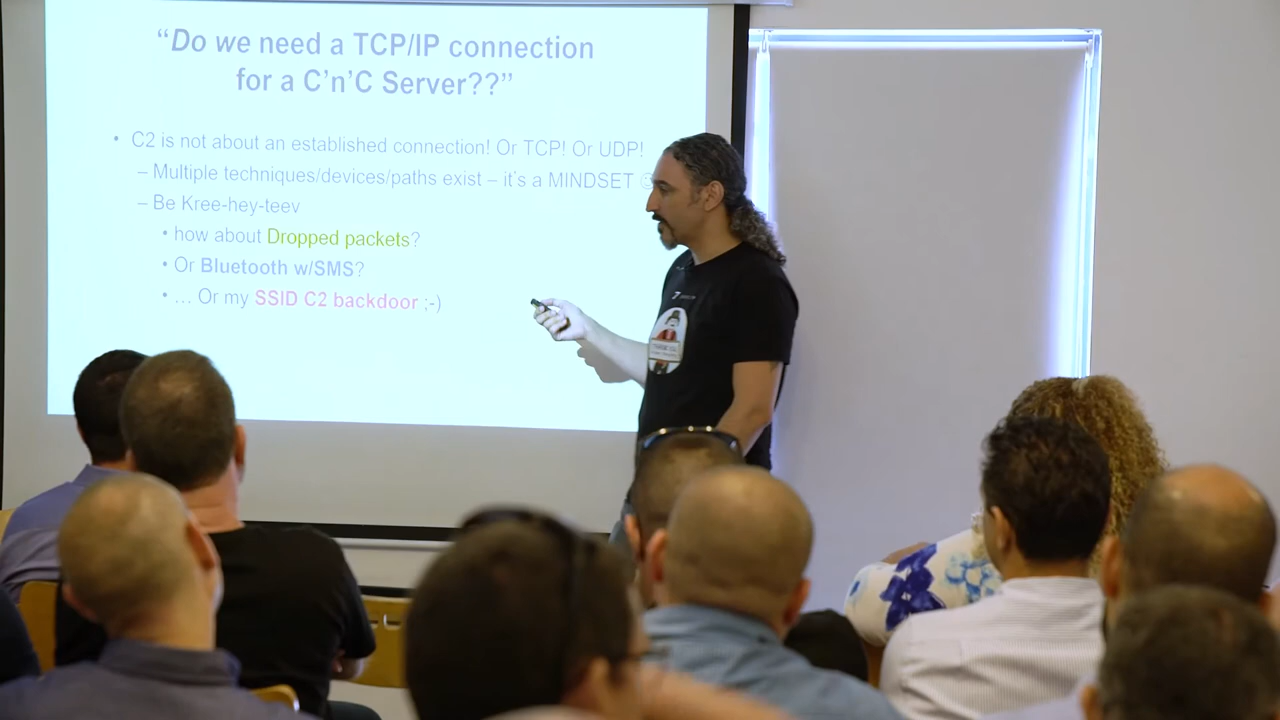 “Do we need a TCP/IP connection
for a C’n’C Server??”
• C2 is not about an established connection! Or TCP! Or UDP!
– Multiple techniques/devices/paths exist – it’s a MINDSET ☺
– Be Kree-hey-teev
• how about Dropped packets?
• Or Bluetooth w/SMS?
• … Or my SSID C2 backdoor ;-)